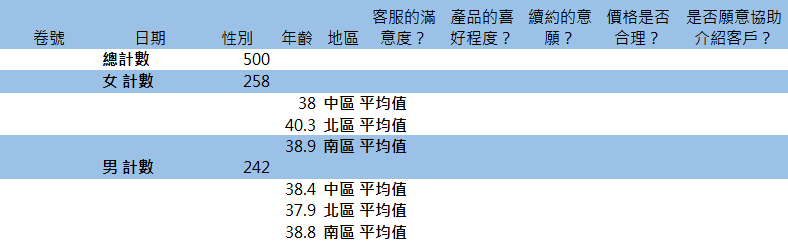 卷號 日期 性別 年齡 地區 客服的滿意度？ 產品的喜好程度？ 續約的意願？ 價格是否合理？ 是否願意協助介紹客戶？
總計數 500
女 計數 258
38 中區 平均值
40.3 北區 平均值
38.9 南區 平均值
男 計數 242
38.4 中區 平均值
37.9 北區 平均值
38.8 南區 平均值